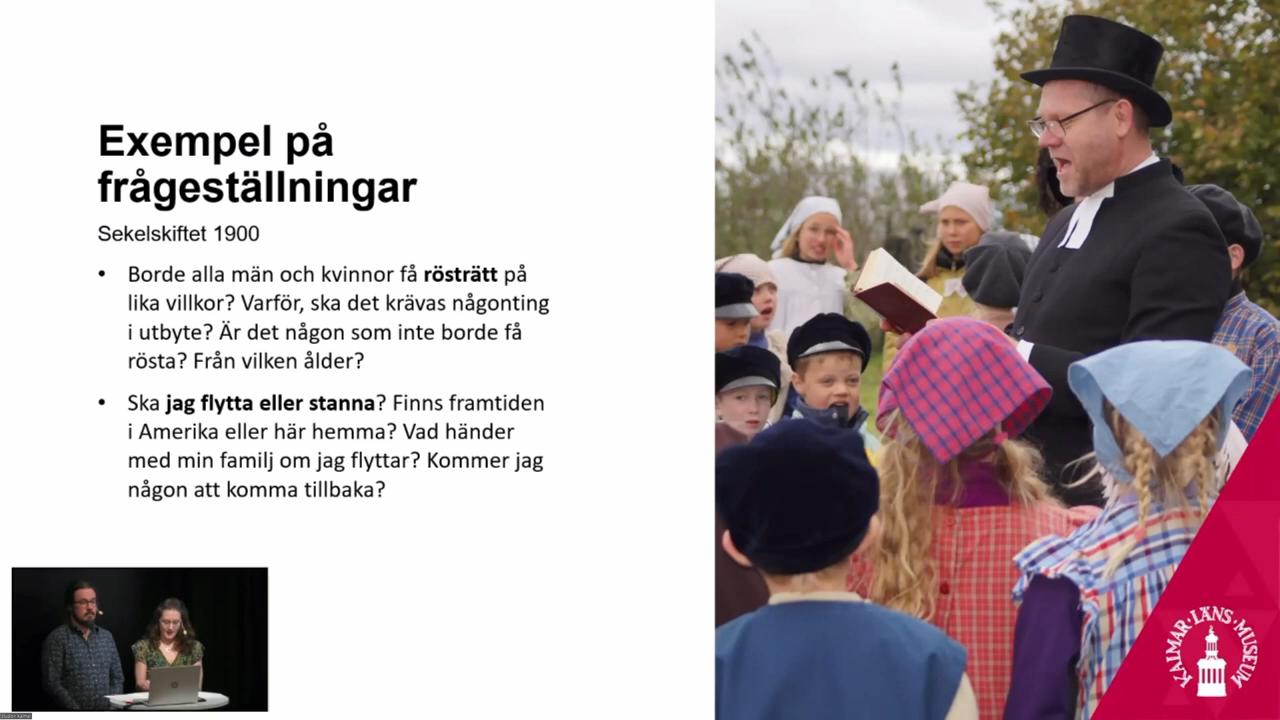 Exempel på
frågeställningar
Sekelskiftet 1900
• Borde alla män och kvinnor få rösträtt på
lika villkor? Varför, ska det krävas någonting
i utbyte? Är det någon som inte borde få
rösta? Från vilken ålder?
• Ska jag flytta eller stanna? Finns framtiden
i Amerika eller här hemma? Vad händer
med min familj om jag flyttar? Kommer jag
någon att komma tillbaka?
KALMAR·LÄNS·MUSEUM